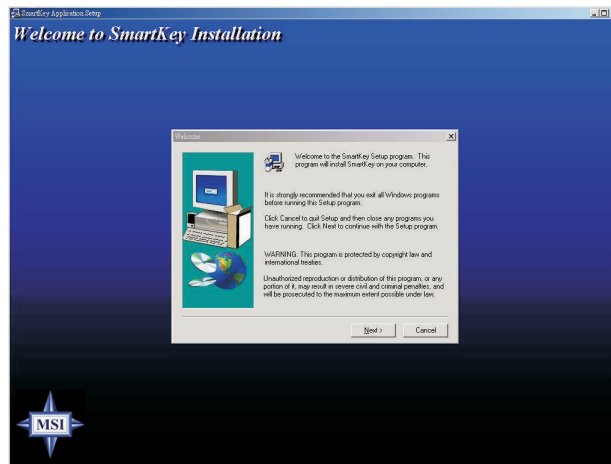 SmartKey Application Setup
Welcome to SmartKey Installation
Welcome
Welcome to the SmartKey Setup program. This
program will install SmartKey on your computer.
It is strongly recommended that you exit all Windows programs
before running this Setup program.
Click Cancel to quit Setup and then close any programs you
have running. Click Next to continue with the Setup program.
WARNING: This program is protected by copyright law and
international treaties.
Unauthorized reproduction or distribution of this program, or any
portion of it, may result in severe civil and criminal penalties, and
will be prosecuted to the maximum extent possible under law.
Next >
Cancel
MSI